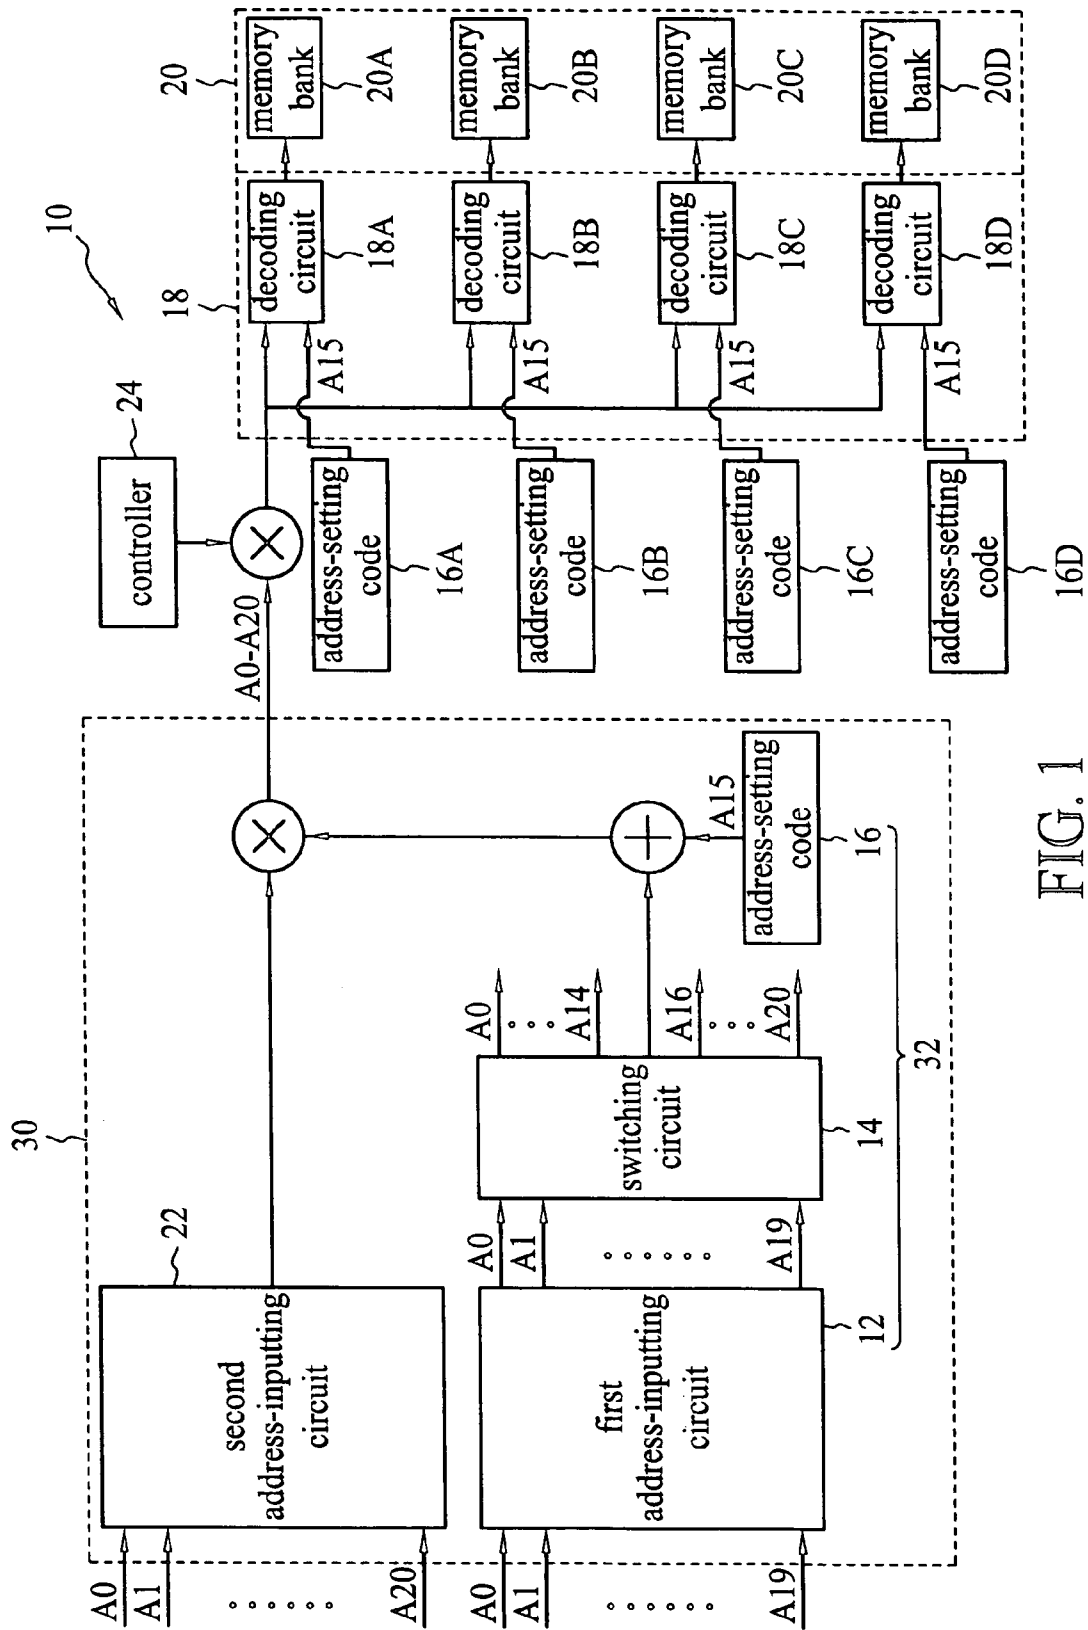 10
30
22
second
address-inputting
circuit
A0
A1
A20
first
address-inputting
circuit
12
A0
A1
A19
A0
A1
A19
switching
circuit
14
A0
A14
A16
A20
address-setting
code
16
A15
32
A0-A20
controller
24
18
20
address-setting
code
16A
A15
decoding
circuit
18A
memory
bank
20A
address-setting
code
16B
A15
decoding
circuit
18B
memory
bank
20B
address-setting
code
16C
A15
decoding
circuit
18C
memory
bank
20C
address-setting
code
16D
A15
decoding
circuit
18D
memory
bank
20D
FIG. 1